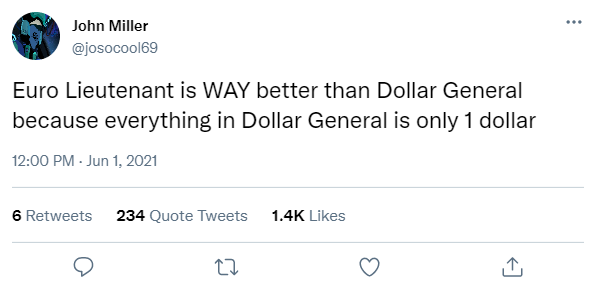 John Miller
@josocool69
Euro Lieutenant is WAY better than Dollar General
because everything in Dollar General is only 1 dollar
12:00 PM · Jun 1, 2021
6 Retweets 234 Quote Tweets 1.4K Likes